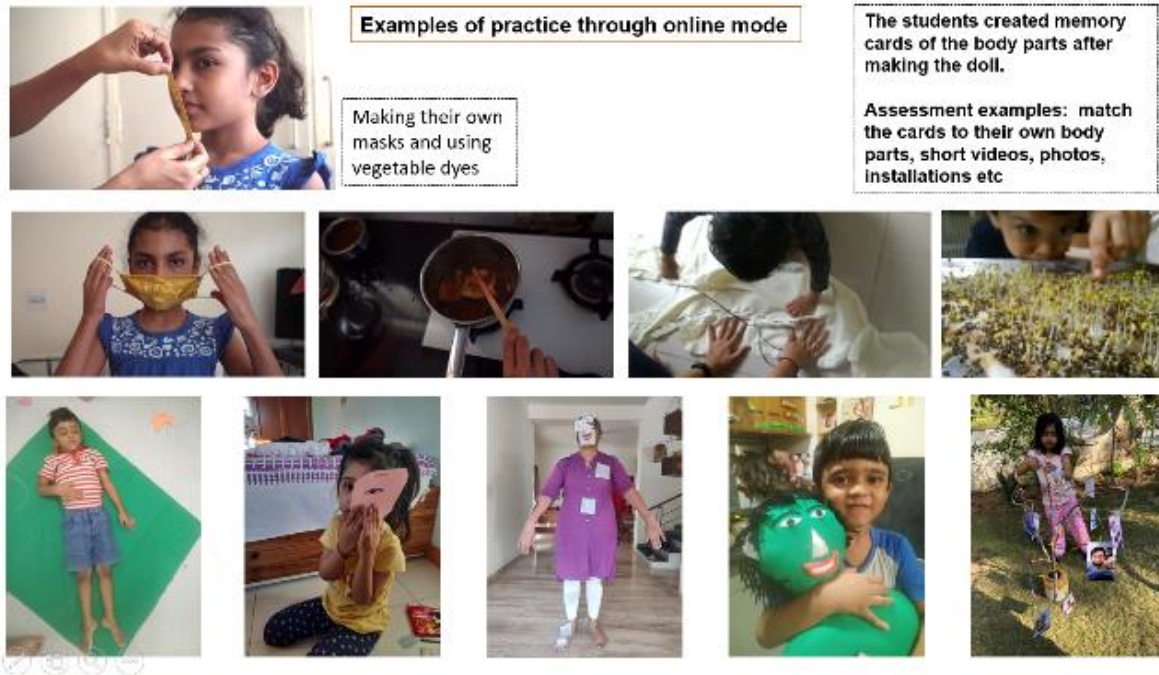 Examples of practice through online mode
The students created memory
cards of the body parts after
making the doll.
Assessment examples:  match
the cards to their own body
parts, short videos, photos,
installations etc
Making their own
masks and using
vegetable dyes